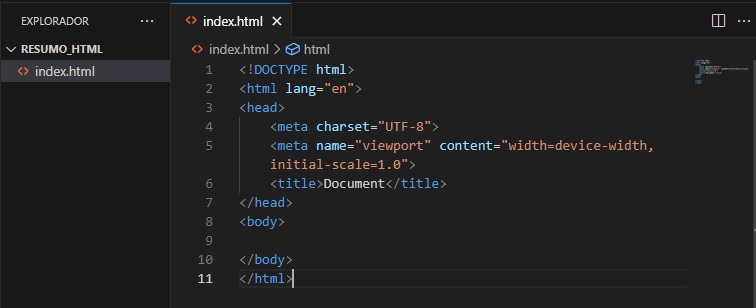 EXPLORADOR ···
index.html
RESUMO_HTML
index.html > html
index.html
1 <!DOCTYPE html>
2 <html lang="en">
3 <head>
4 <meta charset="UTF-8">
5 <meta name="viewport" content="width=device-width,
initial-scale=1.0">
6 <title>Document</title>
7 </head>
8 <body>
9
10 </body>
11 </html>